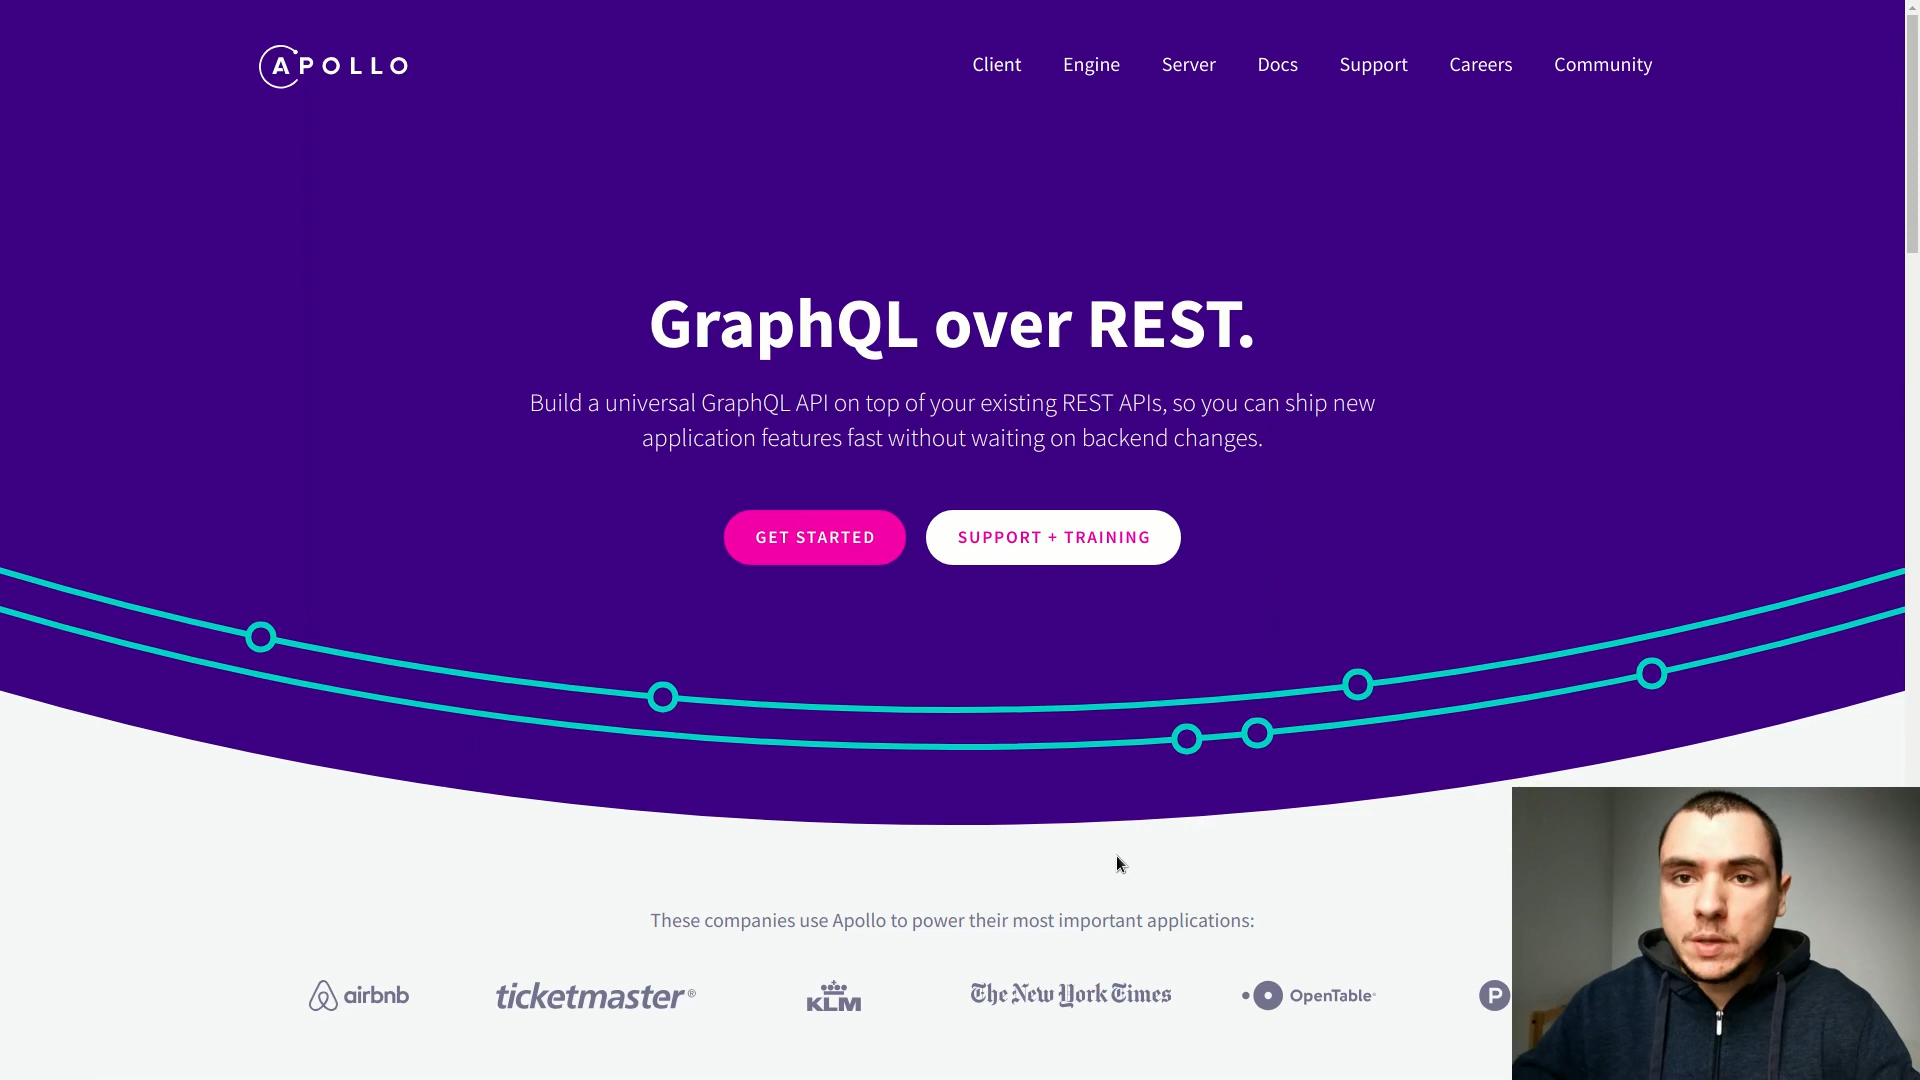 APOLLO
Client Engine Server Docs Support Careers Community
GraphQL over REST.
Build a universal GraphQL API on top of your existing REST APIs, so you can ship new
application features fast without waiting on backend changes.
GET STARTED SUPPORT + TRAINING
These companies use Apollo to power their most important applications:
airbnb ticketmaster® KLM The New York Times OpenTable® P